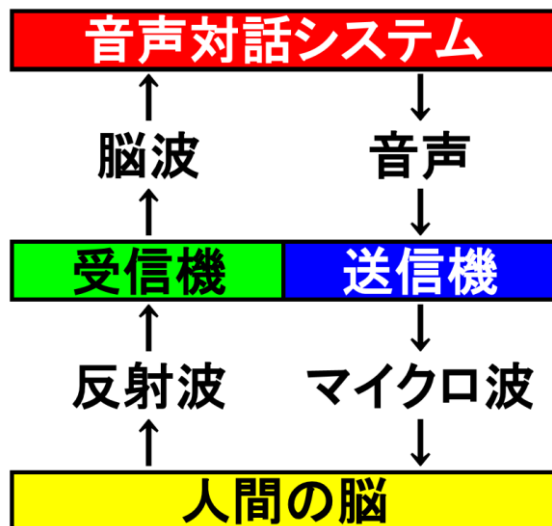 音声対話システム
脳波 音声
受信機 送信機
反射波 マイクロ波
人間の脳